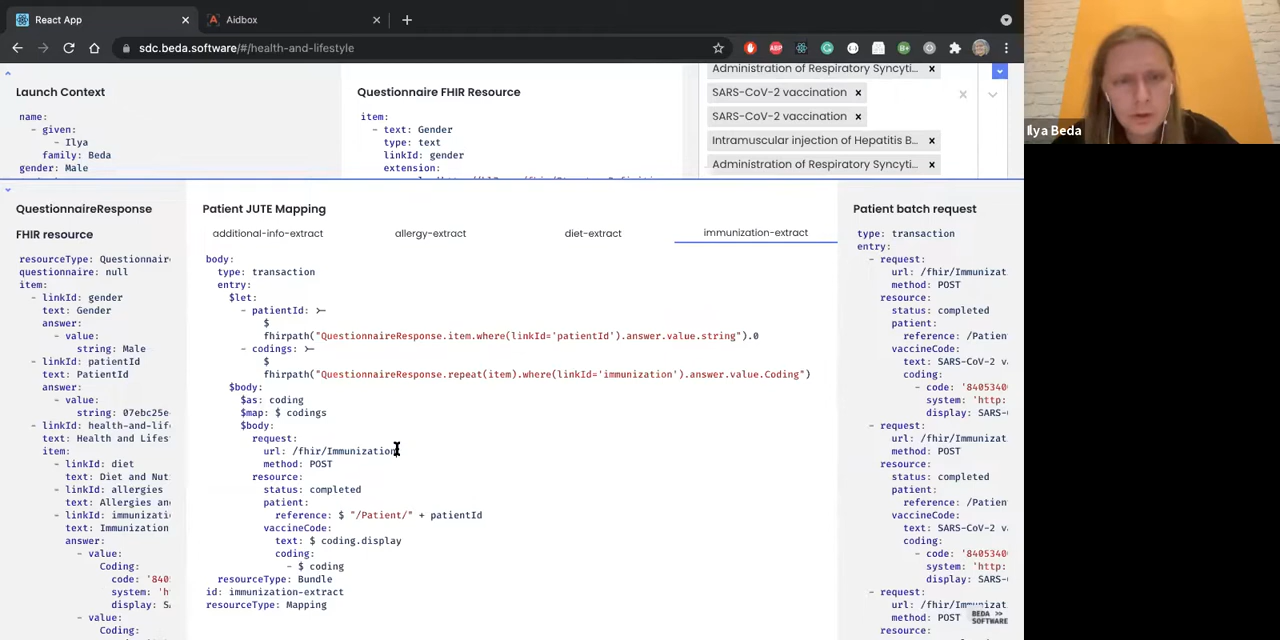 React App
Aidbox
sdc.beda.software/#/health-and-lifestyle
Launch Context
name:
- given:
- Ilya
family: Beda
gender: Male
Questionnaire FHIR Resource
item:
- text: Gender
type: text
linkId: gender
extension:
Administration of Respiratory Syncyti...
SARS-CoV-2 vaccination
SARS-CoV-2 vaccination
Intramuscular injection of Hepatitis B...
Administration of Respiratory Syncyti...
Ilya Beda
QuestionnaireResponse
FHIR resource
resourceType: Questionnair
questionnaire: null
item:
- linkId: gender
text: Gender
answer:
- value:
string: Male
- linkId: patientId
text: PatientId
answer:
- value:
string: 07ebc25e
- linkId: health-and-lif
text: Health and Lifes
item:
- linkId: diet
text: Diet and Nut
- linkId: allergies
text: Allergies an
- linkId: immunizati
text: Immunization
answer:
- value:
Coding:
code: '840
system: 'h
display: S
- value:
Coding:
Patient JUTE Mapping
additional-info-extract
allergy-extract
diet-extract
immunization-extract
body:
type: transaction
entry:
$let:
- patientId: >-
$
fhirpath("QuestionnaireResponse.item.where(linkId='patientId').answer.value.string").0
- codings: >-
$
fhirpath("QuestionnaireResponse.repeat(item).where(linkId='immunization').answer.value.Coding")
$body:
$as: coding
$map: $ codings
$body:
request:
url: /fhir/Immunization
method: POST
resource:
status: completed
patient:
reference: $ "/Patient/" + patientId
vaccineCode:
text: $ coding.display
coding:
- $ coding
resourceType: Bundle
id: immunization-extract
resourceType: Mapping
Patient batch request
type: transaction
entry:
- request:
url: /fhir/Immunizat
method: POST
resource:
status: completed
patient:
reference: /Patien
vaccineCode:
text: SARS-CoV-2 v
coding:
- code: '8405340
system: 'http:
display: SARS-
- request:
url: /fhir/Immunizat
method: POST
resource:
status: completed
patient:
reference: /Patien
vaccineCode:
text: SARS-CoV-2 v
coding:
- code: '8405340
system: 'http:
display: SARS-
- request:
url: /fhir/Immunizat
method: POST
resource:
BEDA >>
SOFTWARE